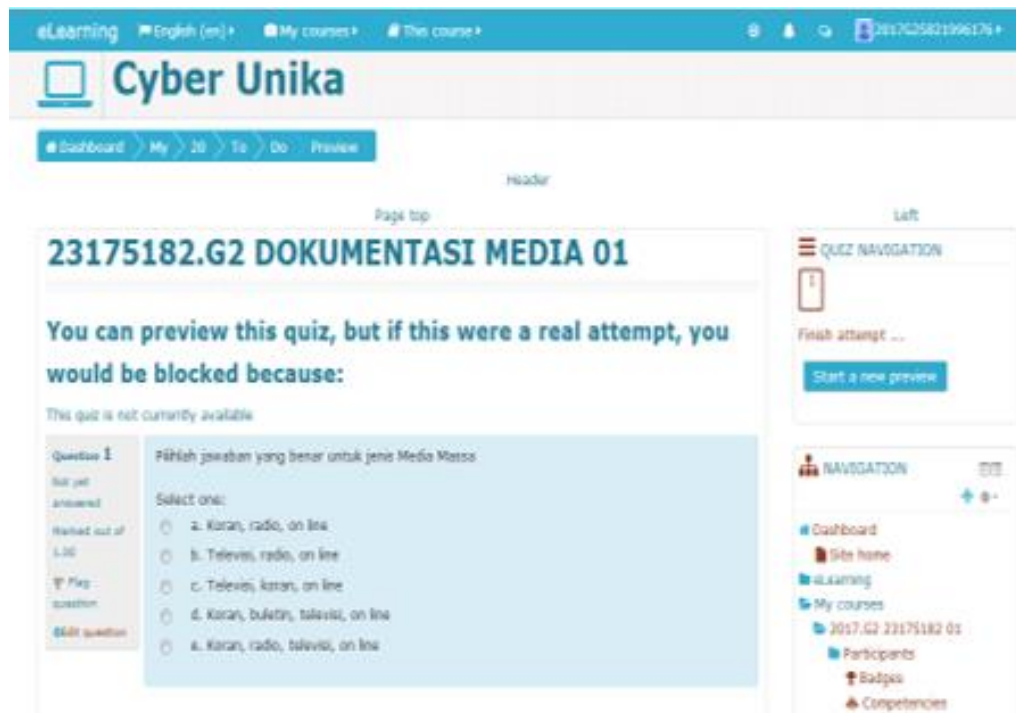 eLearning English (en) My courses This course 2017G25821996176
Cyber Unika
Dashboard My 20 To Do Preview
Header
Page top
Left
23175182.G2 DOKUMENTASI MEDIA 01
You can preview this quiz, but if this were a real attempt, you
would be blocked because:
This quiz is not currently available
Question 1
Not yet
answered
Marked out of
1.00
Flag
question
Edit question
Pilihlah jawaban yang benar untuk jenis Media Massa
Select one:
a. Koran, radio, on line
b. Televisi, radio, on line
c. Televisi, koran, on line
d. Koran, buletin, televisi, on line
e. Koran, radio, televisi, on line
QUIZ NAVIGATION
1
Finish attempt ...
Start a new preview
NAVIGATION
Dashboard
Site home
eLearning
My courses
2017.G2 23175182 01
Participants
Badges
Competencies